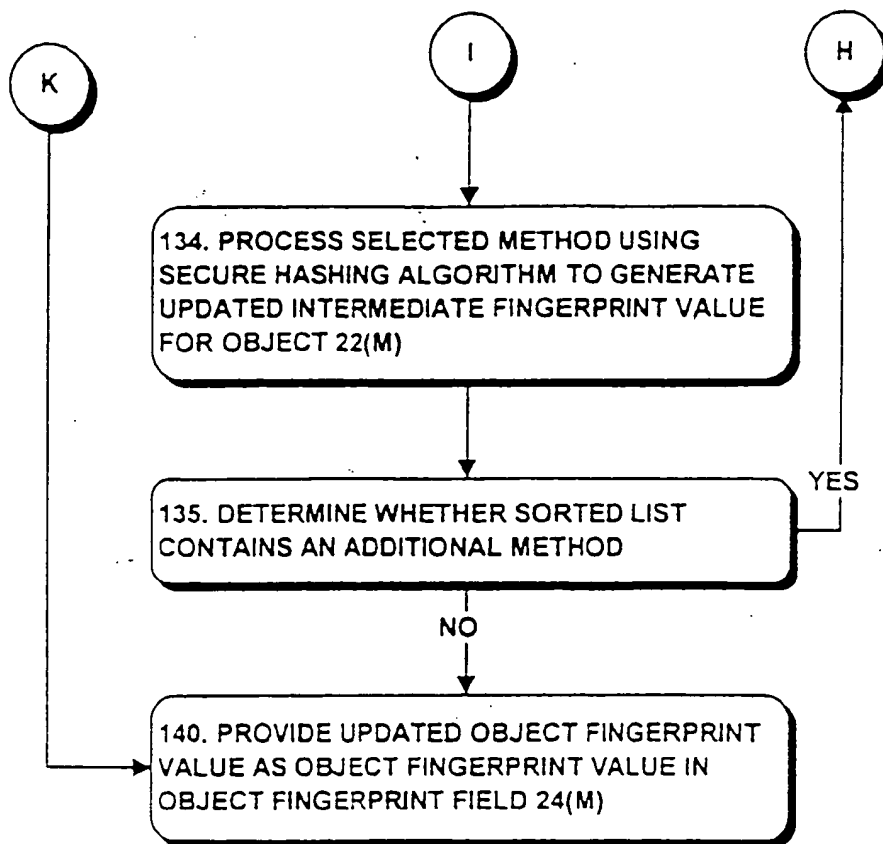 K
I
H
134. PROCESS SELECTED METHOD USING
SECURE HASHING ALGORITHM TO GENERATE
UPDATED INTERMEDIATE FINGERPRINT VALUE
FOR OBJECT 22(M)
YES
135. DETERMINE WHETHER SORTED LIST
CONTAINS AN ADDITIONAL METHOD
NO
140. PROVIDE UPDATED OBJECT FINGERPRINT
VALUE AS OBJECT FINGERPRINT VALUE IN
OBJECT FINGERPRINT FIELD 24(M)